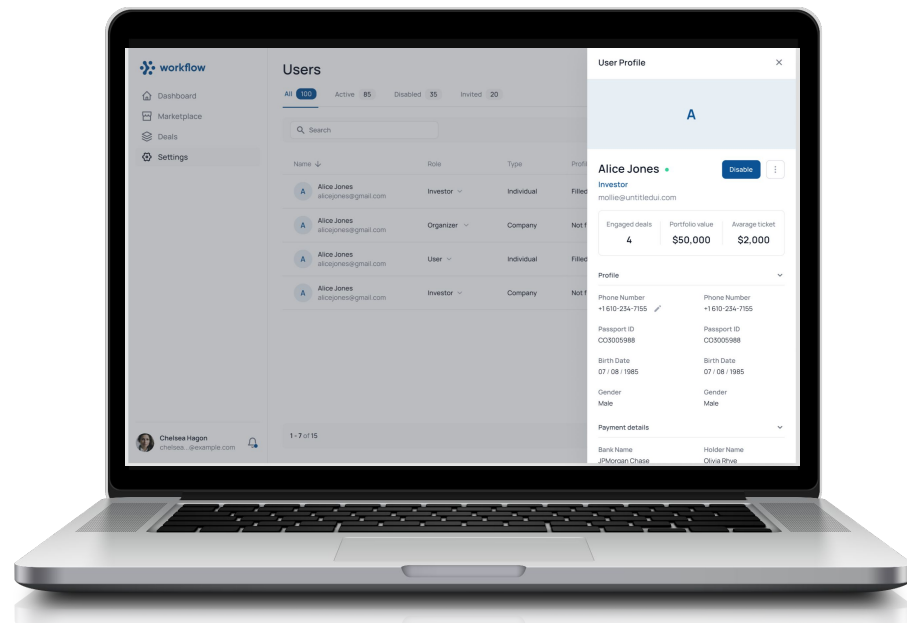 workflow
Dashboard
Marketplace
Deals
Settings
Chelsea Hagon
chelsea..@example.com
Users
All 100 Active 85 Disabled 35 Invited 20
Search
Name Role Type
A Alice Jones Investor Individual Filled
alicejones@gmail.com
A Alice Jones Organizer Company Not f
alicejones@gmail.com
A Alice Jones User Individual Filled
alicejones@gmail.com
A Alice Jones Investor Company Not f
alicejones@gmail.com
1 - 7 of 15
User Profile
A
Alice Jones Disable
Investor
mollie@untitledui.com
Engaged deals Portfolio value Avarage ticket
4 $50,000 $2,000
Profile
Phone Number Phone Number
+1 610-234-7155 +1 610-234-7155
Passport ID Passport ID
CO3005988 CO3005988
Birth Date Birth Date
07 / 08 / 1985 07 / 08 / 1985
Gender Gender
Male Male
Payment details
Bank Name Holder Name
JPMorgan Chase Olivia Rhye